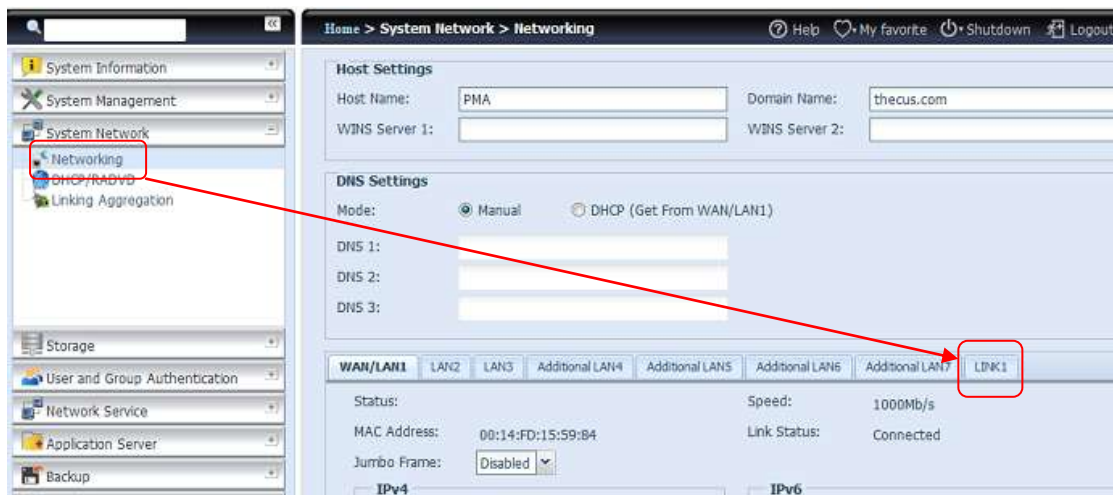 Home > System Network > Networking
Help My favorite Shutdown Logout
System Information
System Management
System Network
Networking
DHCP/RADVD
Linking Aggregation
Storage
User and Group Authentication
Network Service
Application Server
Backup
Host Settings
Host Name: PMA Domain Name: thecus.com
WINS Server 1: WINS Server 2:
DNS Settings
Mode: Manual DHCP (Get From WAN/LAN1)
DNS 1:
DNS 2:
DNS 3:
WAN/LAN1 LAN2 LAN3 Additional LAN4 Additional LAN5 Additional LAN6 Additional LAN7 LINK1
Status: Speed: 1000Mb/s
MAC Address: 00:14:FD:15:59:84 Link Status: Connected
Jumbo Frame: Disabled
IPv4 IPv6